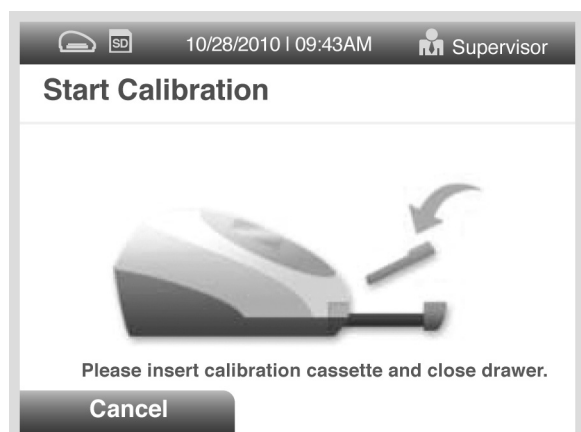 SD
10/28/2010 | 09:43AM
Supervisor
Start Calibration
Please insert calibration cassette and close drawer.
Cancel